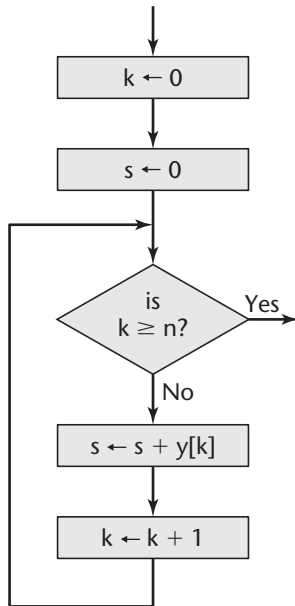 k ← 0
s ← 0
is
k ≥ n?
Yes
No
s ← s + y[k]
k ← k + 1